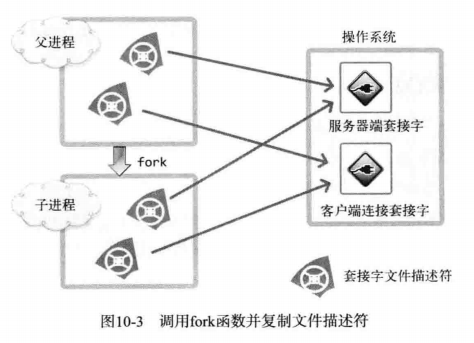 父进程
操作系统
服务器端套接字
fork
子进程
客户端连接套接字
套接字文件描述符
图10-3 调用fork函数并复制文件描述符